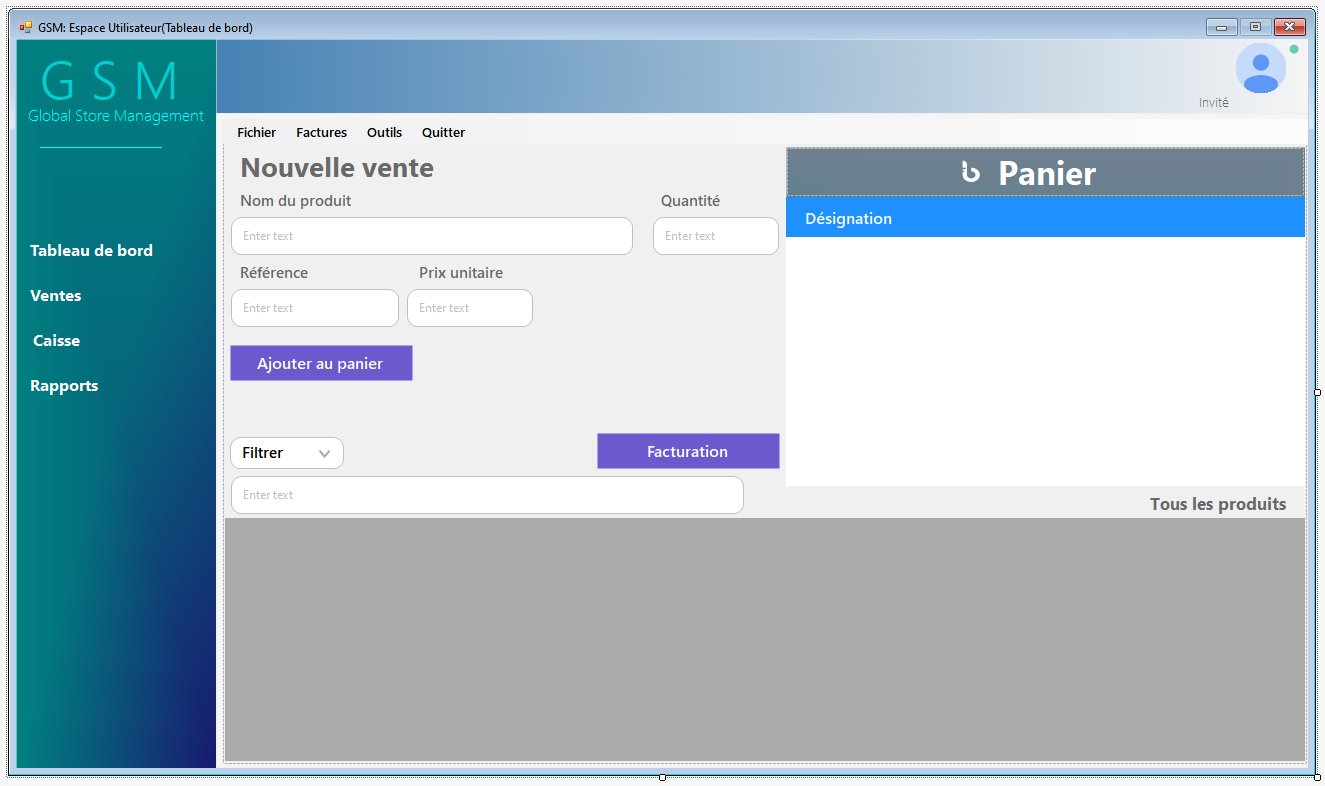 GSM: Espace Utilisateur(Tableau de bord)
G S M
Global Store Management
Invité
Fichier Factures Outils Quitter
Tableau de bord
Ventes
Caisse
Rapports
Nouvelle vente
Nom du produit Quantité
Enter text Enter text
Référence Prix unitaire
Enter text Enter text
Ajouter au panier
Filtrer Facturation
Enter text
Panier
Désignation
Tous les produits